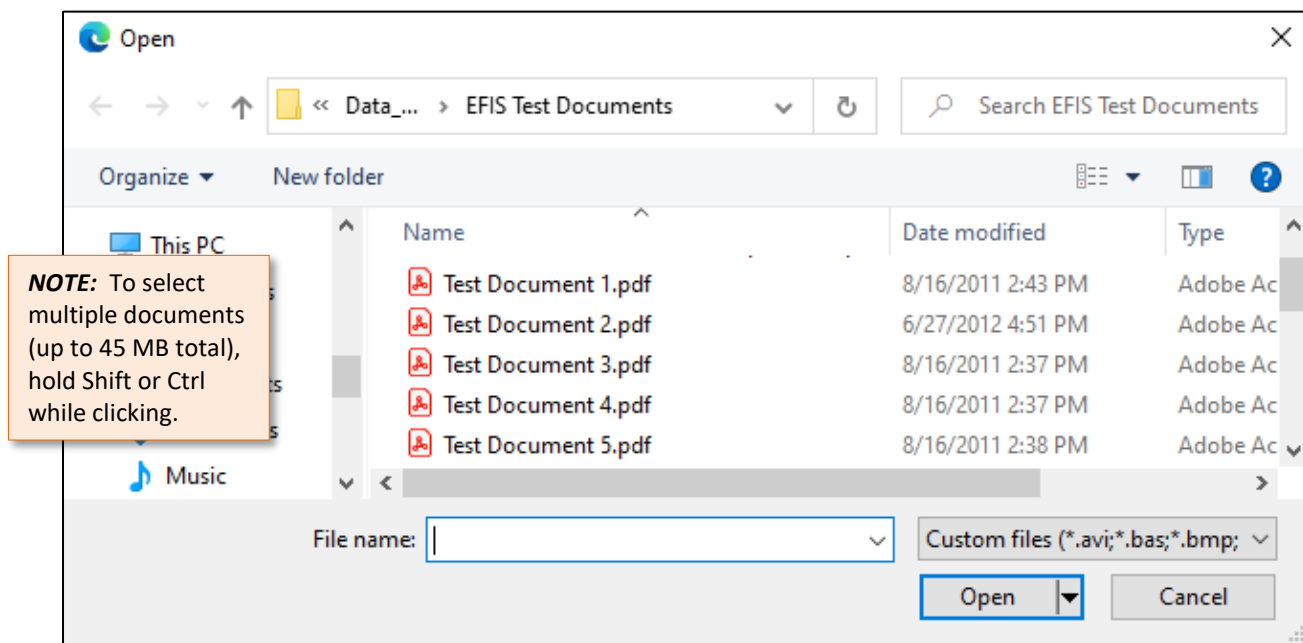 Open
« Data_... › EFIS Test Documents
Search EFIS Test Documents
Organize
New folder
This PC
Music
NOTE: To select
multiple documents
(up to 45 MB total),
hold Shift or Ctrl
while clicking.
Name Date modified Type
Test Document 1.pdf 8/16/2011 2:43 PM Adobe Ac
Test Document 2.pdf 6/27/2012 4:51 PM Adobe Ac
Test Document 3.pdf 8/16/2011 2:37 PM Adobe Ac
Test Document 4.pdf 8/16/2011 2:37 PM Adobe Ac
Test Document 5.pdf 8/16/2011 2:38 PM Adobe Ac
File name:
Custom files (*.avi;*.bas;*.bmp;
Open
Cancel